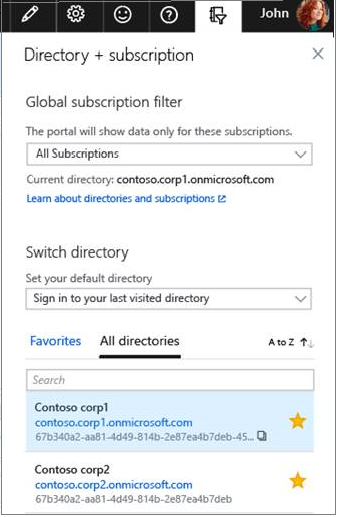 John
Directory + subscription
Global subscription filter
The portal will show data only for these subscriptions.
All Subscriptions
Current directory: contoso.corp1.onmicrosoft.com
Learn about directories and subscriptions
Switch directory
Set your default directory
Sign in to your last visited directory
Favorites All directories A to Z
Search
Contoso corp1
contoso.corp1.onmicrosoft.com
67b340a2-aa81-4d49-814b-2e87ea4b7deb-45...
Contoso corp2
contoso.corp2.onmicrosoft.com
67b340a2-aa81-4d49-814b-2e87ea4b7deb